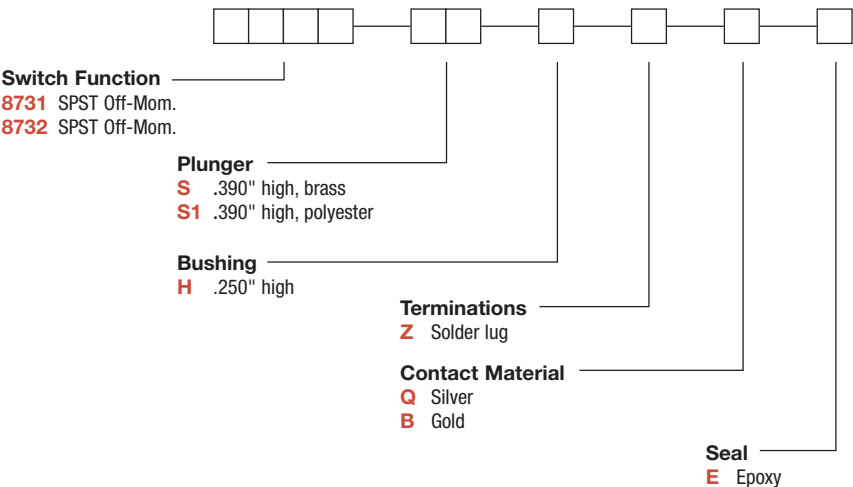 Switch Function
8731 SPST Off-Mom.
8732 SPST Off-Mom.
Plunger
S .390" high, brass
S1 .390" high, polyester
Bushing
H .250" high
Terminations
Z Solder lug
Contact Material
Q Silver
B Gold
Seal
E Epoxy